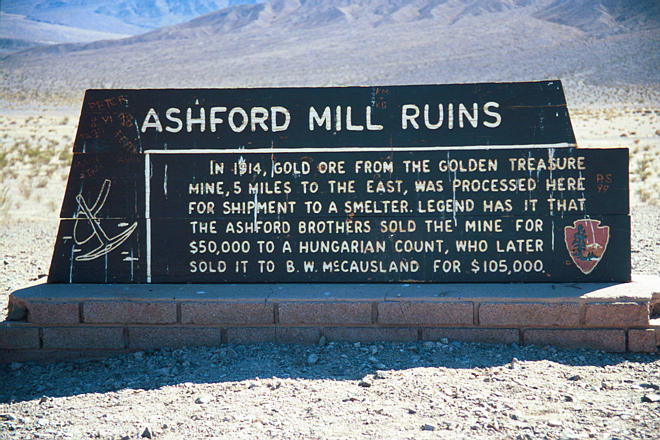 ASHFORD MILL RUINS
IN 1914, GOLD ORE FROM THE GOLDEN TREASURE
MINE, 5 MILES TO THE EAST, WAS PROCESSED HERE
FOR SHIPMENT TO A SMELTER. LEGEND HAS IT THAT
THE ASHFORD BROTHERS SOLD THE MINE FOR
$50,000 TO A HUNGARIAN COUNT, WHO LATER
SOLD IT TO B. W. McCAUSLAND FOR $105,000.
PETER